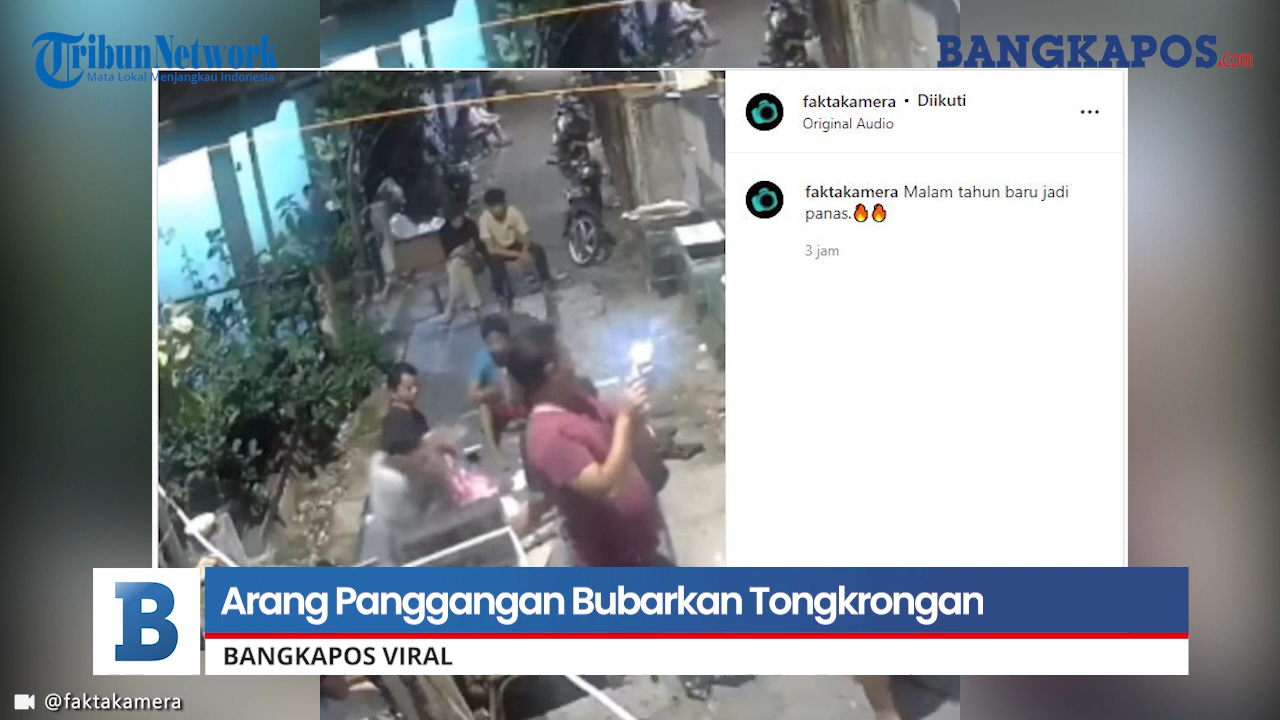 TribunNetwork
Mata Lokal Menjangkau Indonesia
BANGKAPOS.com
faktakamera • Diikuti
Original Audio
faktakamera Malam tahun baru jadi
panas.🔥🔥
3 jam
B
Arang Panggangan Bubarkan Tongkrongan
BANGKAPOS VIRAL
@faktakamera